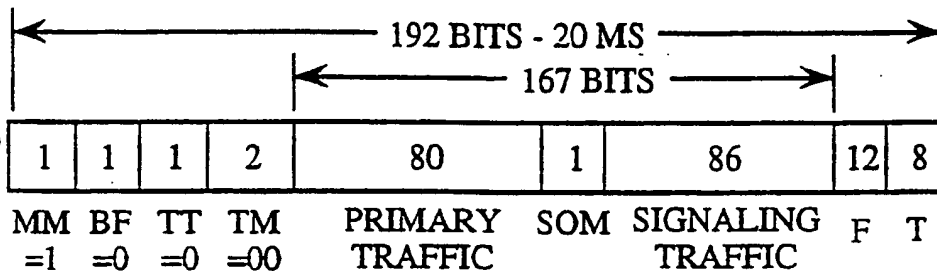 192 BITS - 20 MS
167 BITS
1 1 1 2 80 1 86 12 8
MM BF TT TM PRIMARY SOM SIGNALING F T
=1 =0 =0 =00 TRAFFIC TRAFFIC